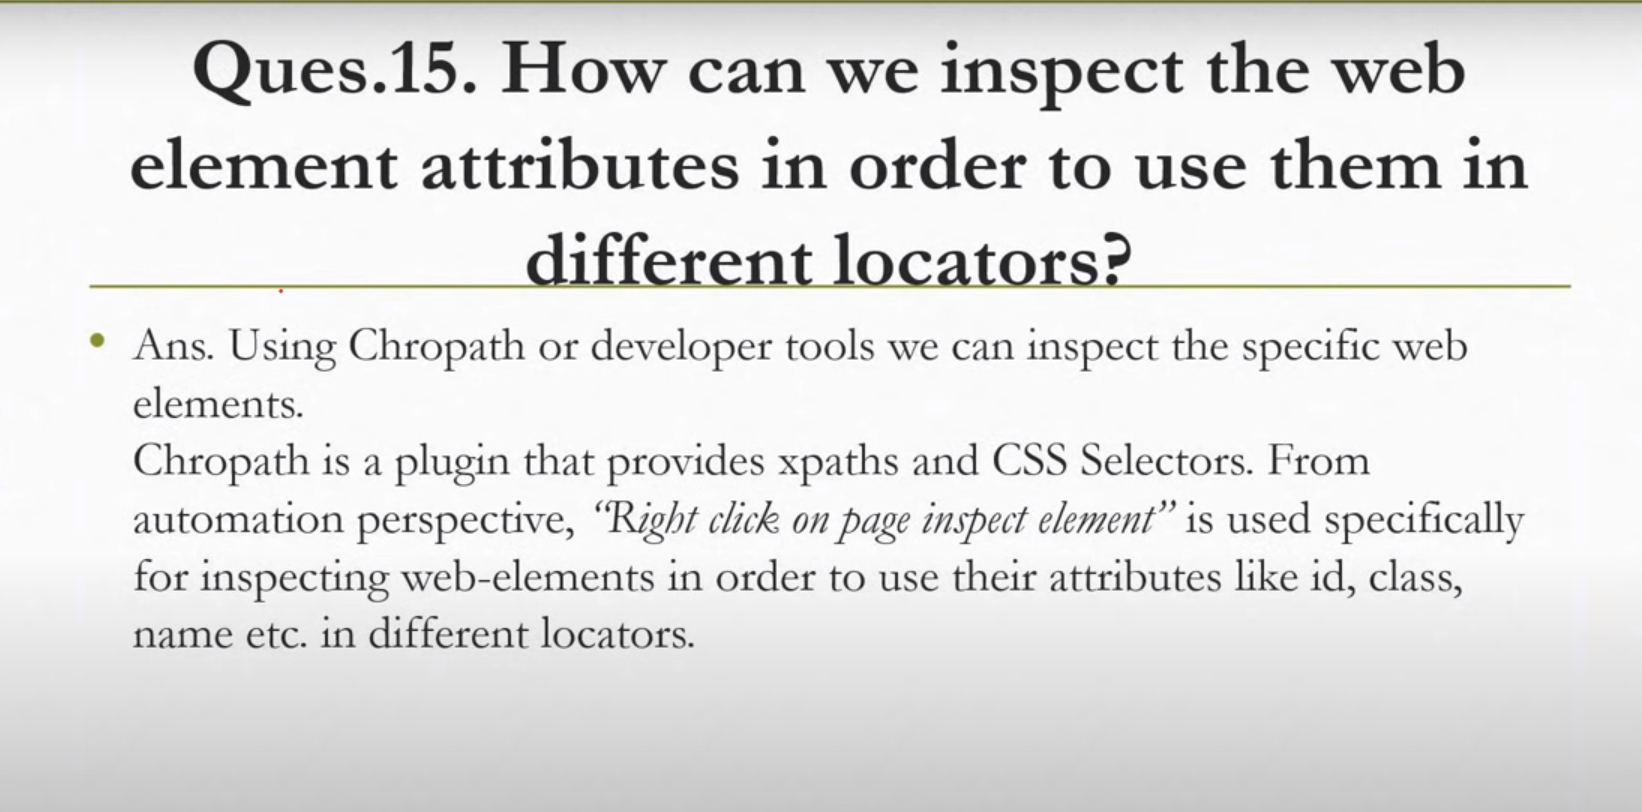 Ques.15. How can we inspect the web
element attributes in order to use them in
different locators?
• Ans. Using Chropath or developer tools we can inspect the specific web
elements.
Chropath is a plugin that provides xpaths and CSS Selectors. From
automation perspective, “Right click on page inspect element” is used specifically
for inspecting web-elements in order to use their attributes like id, class,
name etc. in different locators.